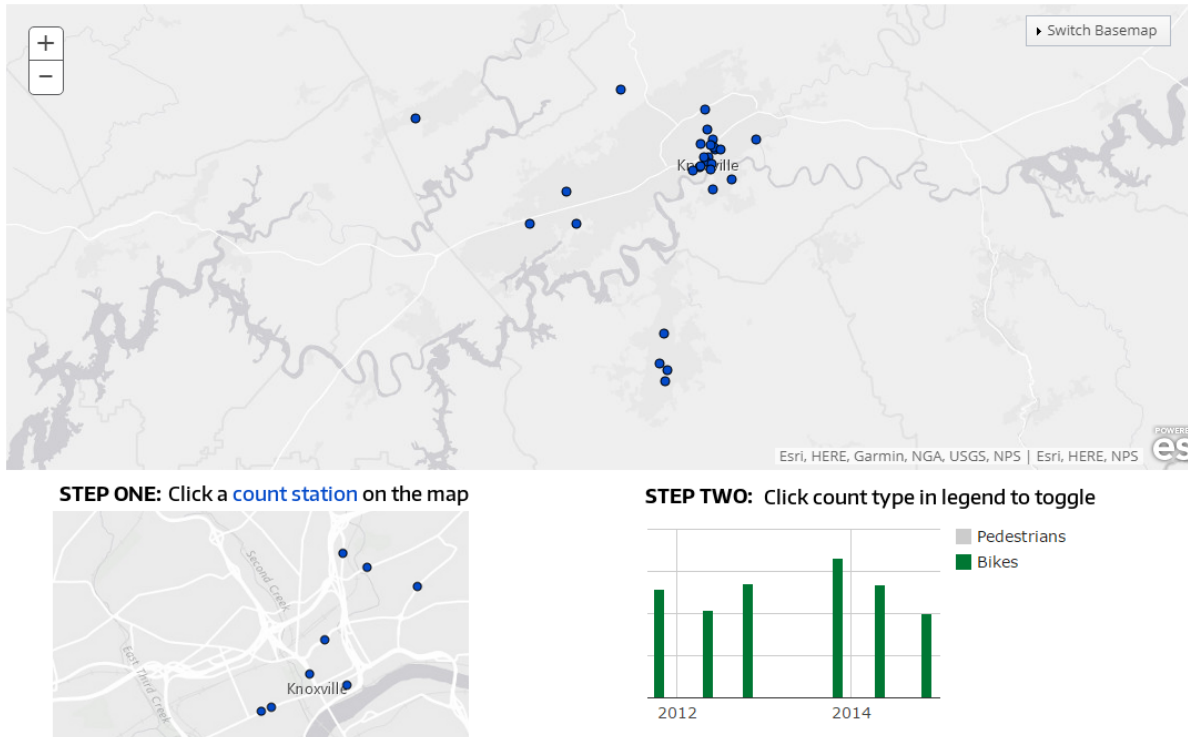 +
Switch Basemap
−
Knoxville
POWERE
es
Esri, HERE, Garmin, NGA, USGS, NPS | Esri, HERE, NPS
STEP ONE: Click a count station on the map
STEP TWO: Click count type in legend to toggle
Second Creek
East Third Creek
Knoxville
Pedestrians
Bikes
2012
2014